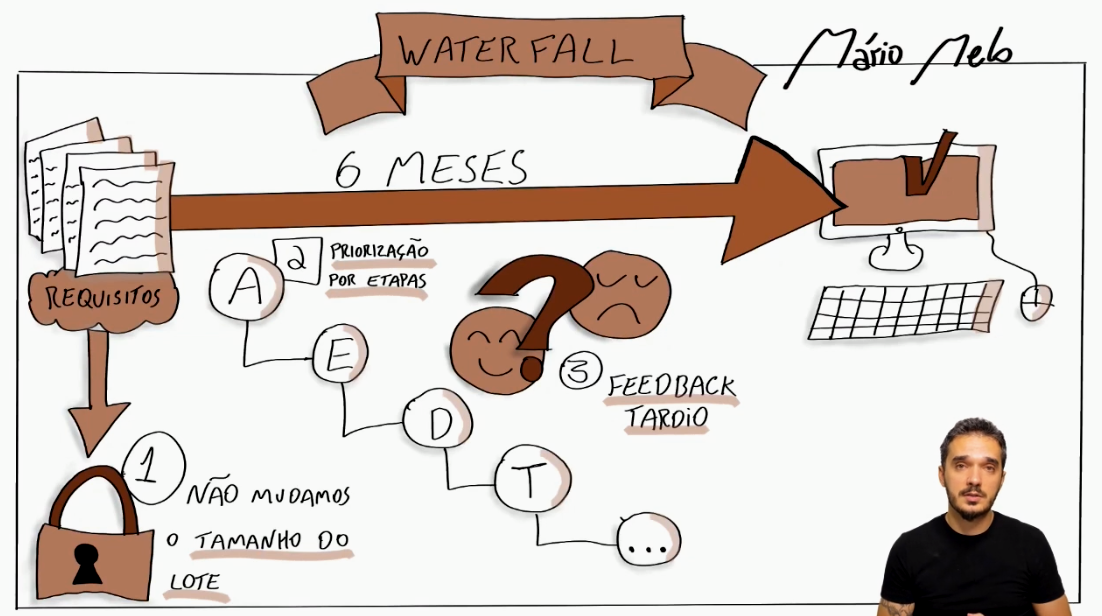 WATERFALL
Mário Melo
6 MESES
REQUISITOS
A
2
PRIORIZAÇÃO
POR ETAPAS
E
?
3
FEEDBACK
TARDIO
D
1
NÃO MUDAMOS
O TAMANHO DO
LOTE
T
...